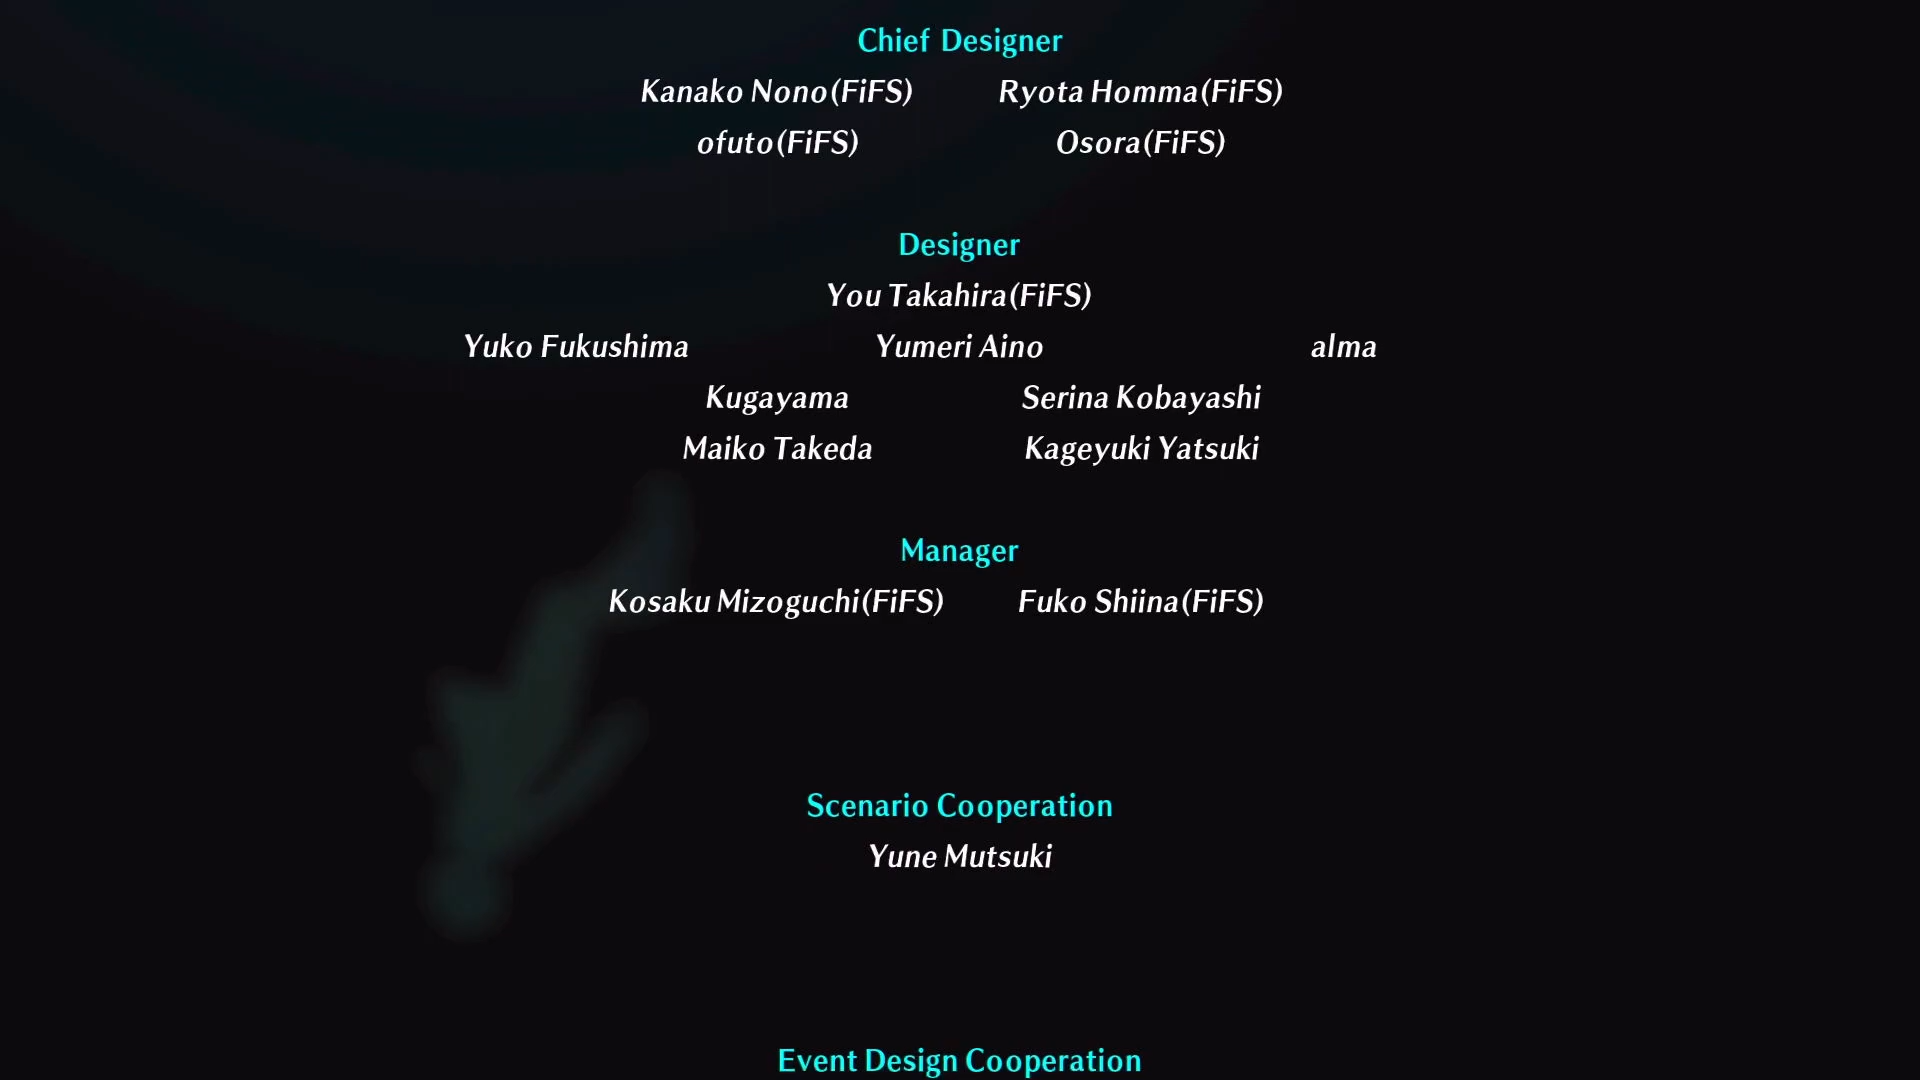 Chief Designer
Kanako Nono(FiFS) Ryota Homma(FiFS)
ofuto(FiFS) Osora(FiFS)
Designer
You Takahira(FiFS)
Yuko Fukushima Yumeri Aino alma
Kugayama Serina Kobayashi
Maiko Takeda Kageyuki Yatsuki
Manager
Kosaku Mizoguchi(FiFS) Fuko Shiina(FiFS)
Scenario Cooperation
Yune Mutsuki
Event Design Cooperation